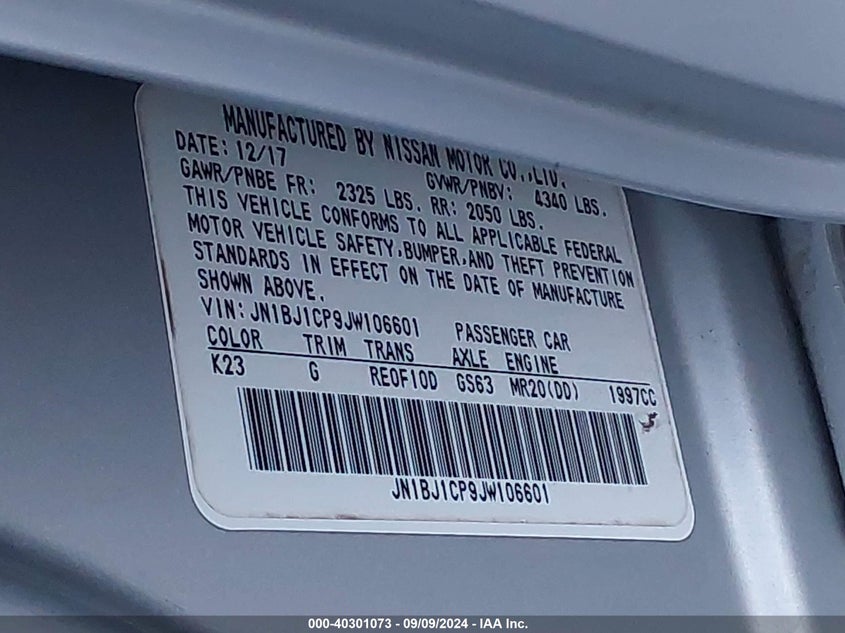 MANUFACTURED BY NISSAN MOTOR CO.,LTD.
DATE: 12/17 GVWR/PNBV: 4340 LBS.
GAWR/PNBE FR: 2325 LBS. RR: 2050 LBS.
THIS VEHICLE CONFORMS TO ALL APPLICABLE FEDERAL
MOTOR VEHICLE SAFETY,BUMPER,AND THEFT PREVENTION
STANDARDS IN EFFECT ON THE DATE OF MANUFACTURE
SHOWN ABOVE.
VIN: JN1BJ1CP9JW106601 PASSENGER CAR
COLOR TRIM TRANS AXLE ENGINE
K23 G RE0F10D GS63 MR20(DD) 1997CC
JN1BJ1CP9JW106601
000-40301073 - 09/09/2024 - IAA Inc.